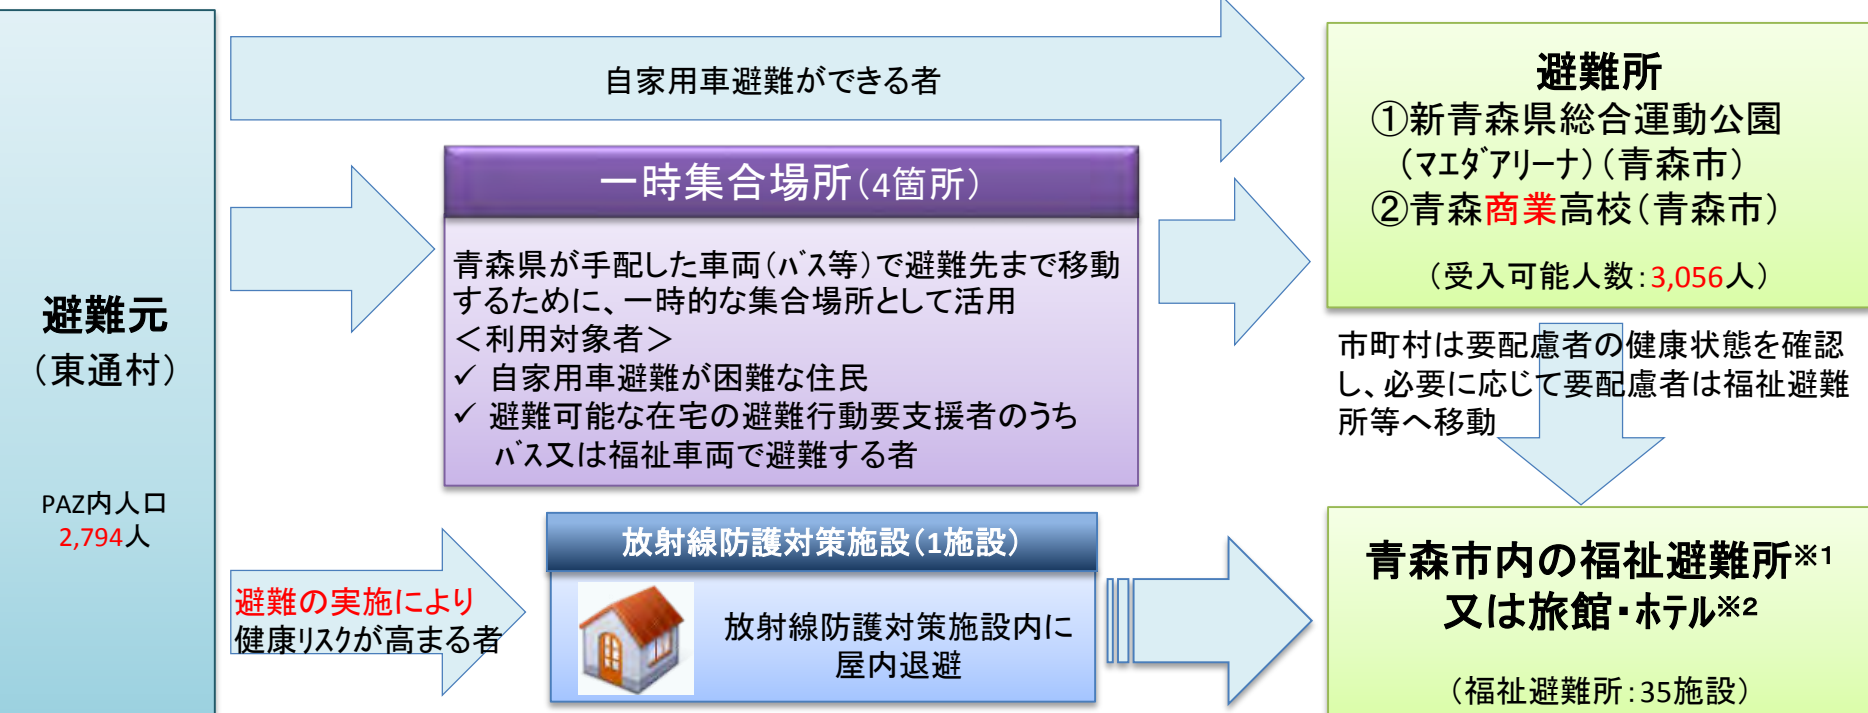 避難元
（東通村）
PAZ内人口
2,794人
自家用車避難ができる者
一時集合場所（4箇所）
青森県が手配した車両（ﾊﾞｽ等）で避難先まで移動
するために、一時的な集合場所として活用
＜利用対象者＞
✓ 自家用車避難が困難な住民
✓ 避難可能な在宅の避難行動要支援者のうち
ﾊﾞｽ又は福祉車両で避難する者
避難の実施により
健康ﾘｽｸが高まる者
放射線防護対策施設（1施設）
放射線防護対策施設内に
屋内退避
避難所
①新青森県総合運動公園
（ﾏｴﾀﾞｱﾘｰﾅ）（青森市）
②青森商業高校（青森市）
（受入可能人数：3,056人）
市町村は要配慮者の健康状態を確認
し、必要に応じて要配慮者は福祉避難
所等へ移動
青森市内の福祉避難所※1
又は旅館・ﾎﾃﾙ※2
（福祉避難所：35施設）